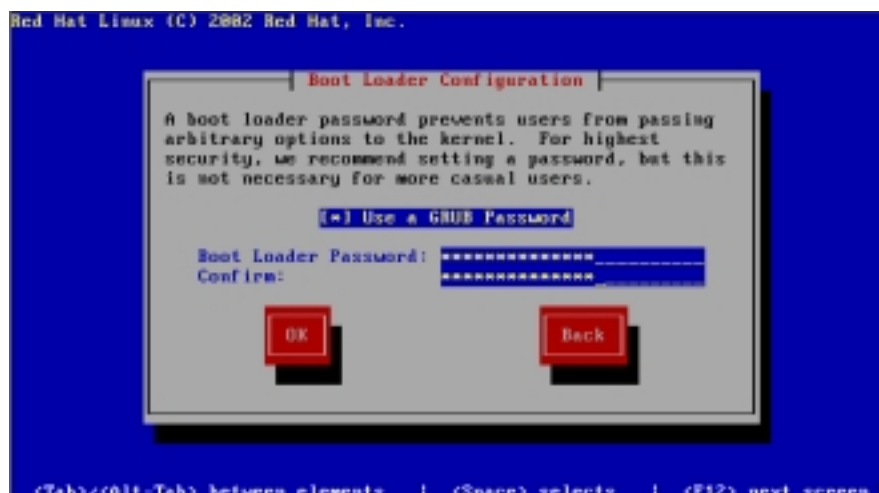 Red Hat Linux (C) 2002 Red Hat, Inc.
Boot Loader Configuration
A boot loader password prevents users from passing
arbitrary options to the kernel.  For highest
security, we recommend setting a password, but this
is not necessary for more casual users.
[*] Use a GRUB Password
Boot Loader Password: **************__________
Confirm: **************__________
OK Back
<Tab>/<Alt-Tab> between elements | <Space> selects | <F12> next screen